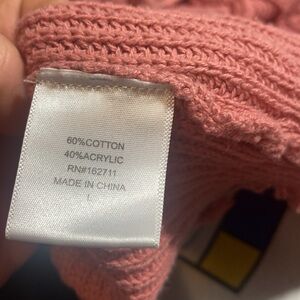 60%COTTON
40%ACRYLIC
RN#162711
MADE IN CHINA
L